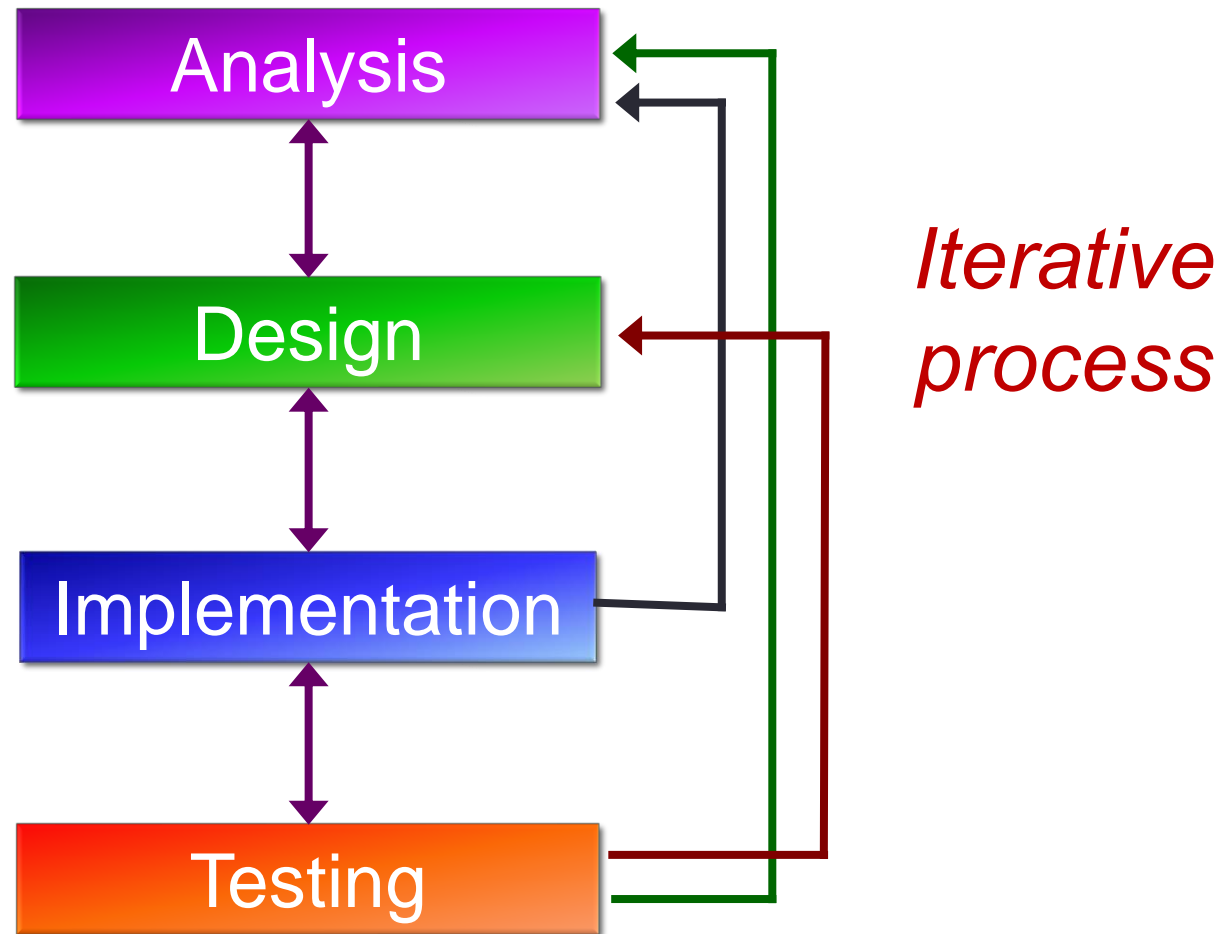 Analysis
Iterative
process
Design
Implementation
Testing